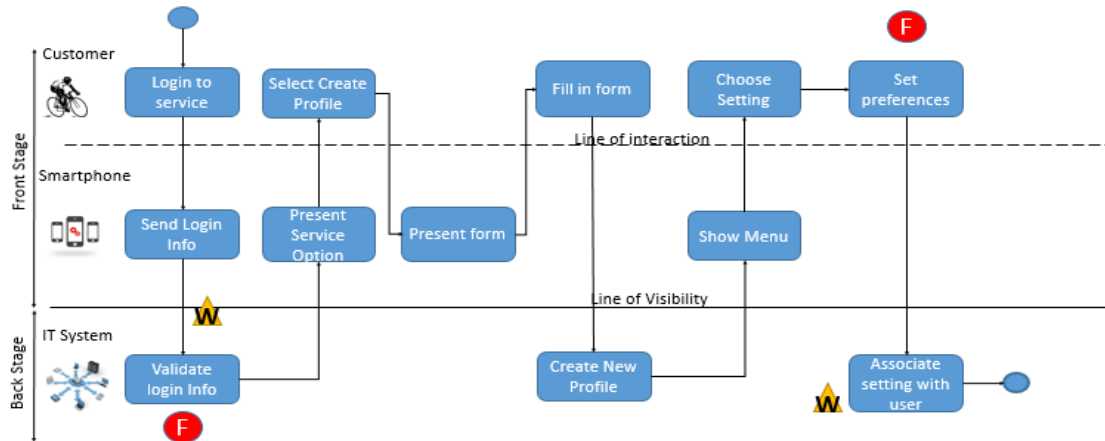 F
Customer
Login to
service
Select Create
Profile
Fill in form
Choose
Setting
Set
preferences
Line of interaction
Front Stage
Smartphone
Send Login
Info
Present
Service
Option
Present form
Show Menu
Line of Visibility
W
Back Stage
IT System
Validate
login Info
Create New
Profile
Associate
setting with
user
W
F